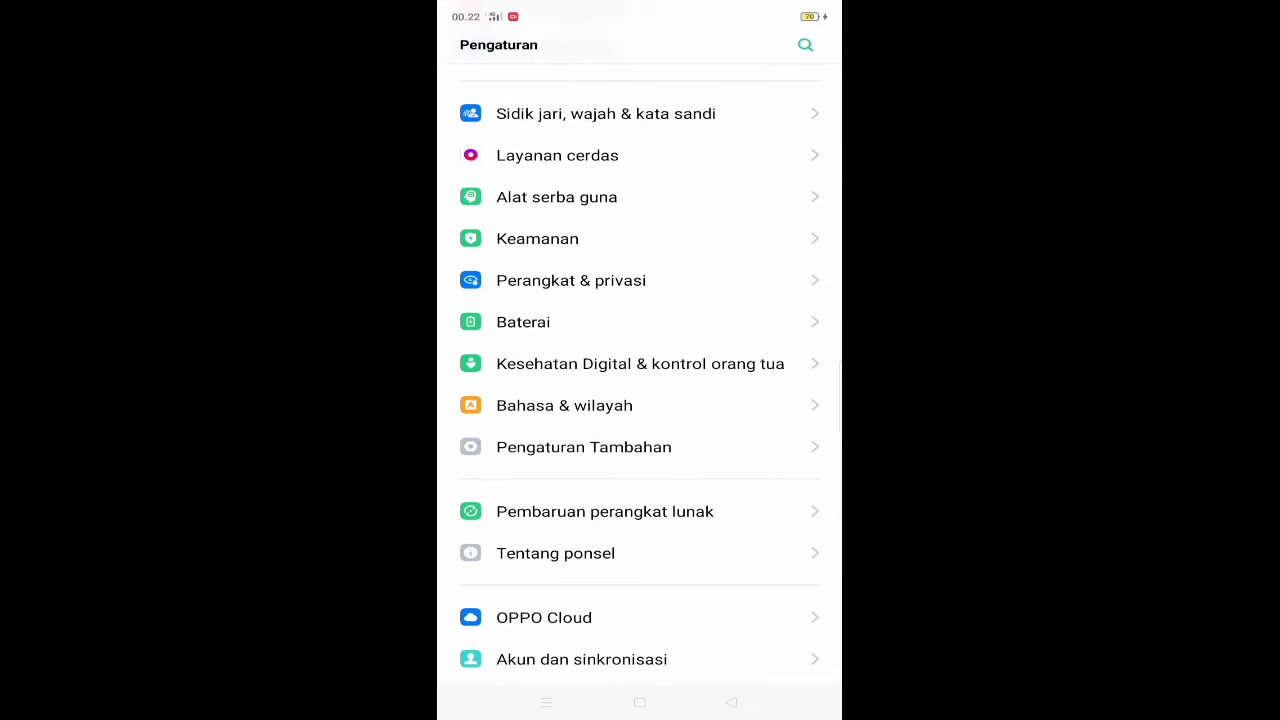 00.22
70
Pengaturan
Sidik jari, wajah & kata sandi
Layanan cerdas
Alat serba guna
Keamanan
Perangkat & privasi
Baterai
Kesehatan Digital & kontrol orang tua
Bahasa & wilayah
Pengaturan Tambahan
Pembaruan perangkat lunak
Tentang ponsel
OPPO Cloud
Akun dan sinkronisasi